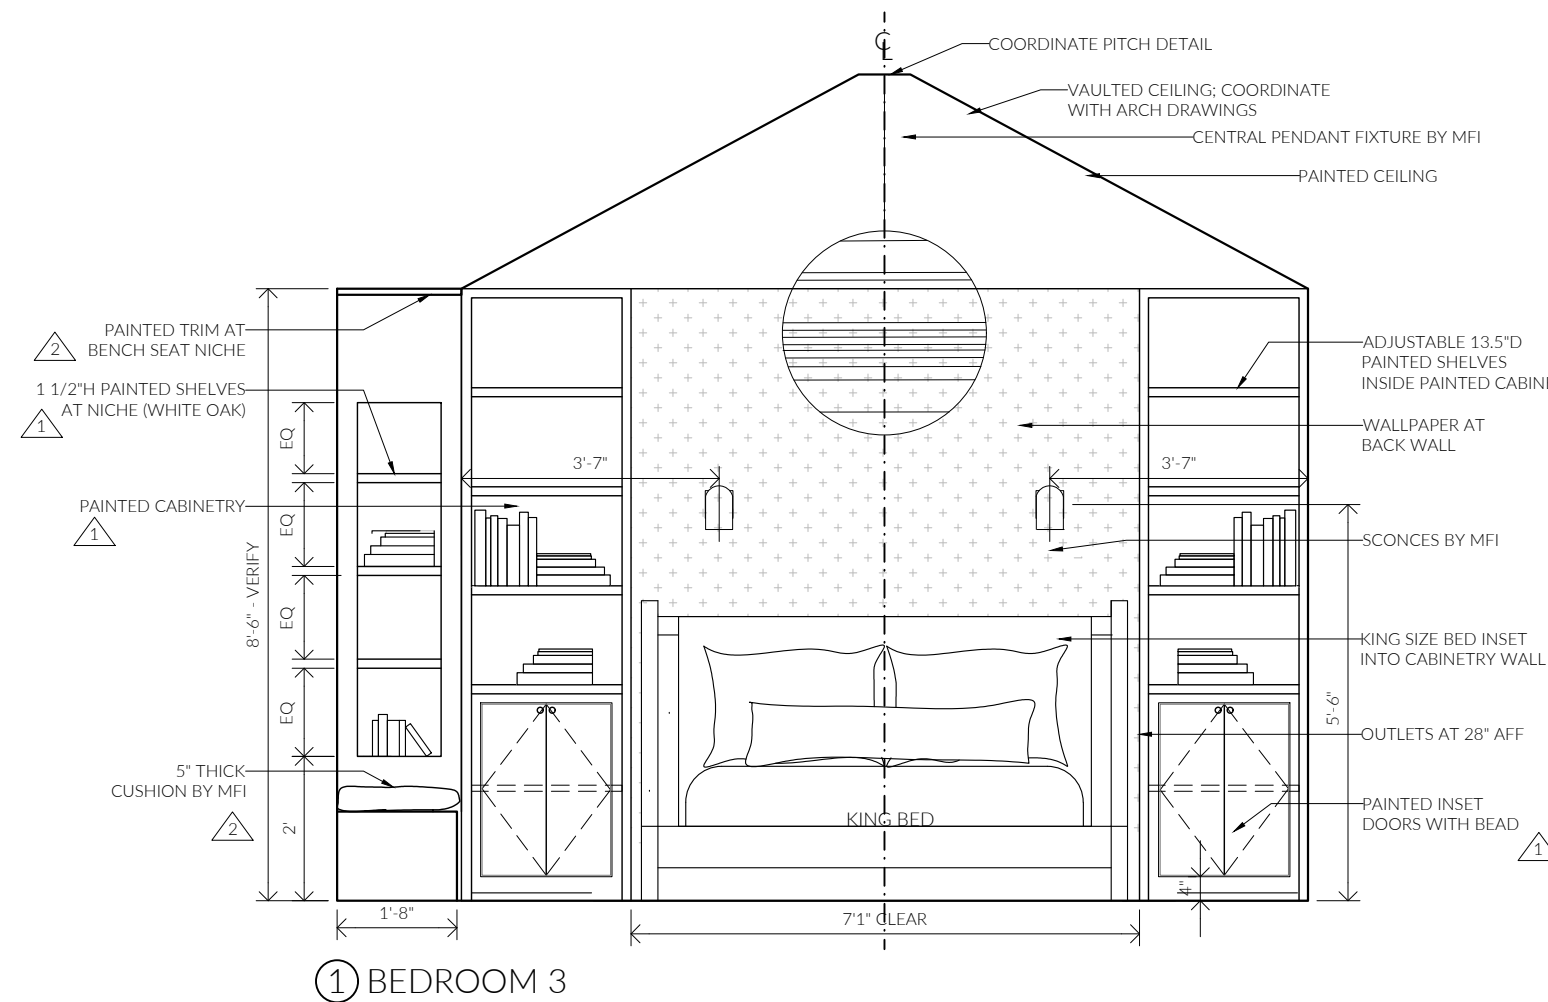 ℄
COORDINATE PITCH DETAIL
VAULTED CEILING; COORDINATE
WITH ARCH DRAWINGS
CENTRAL PENDANT FIXTURE BY MFI
PAINTED CEILING
PAINTED TRIM AT
BENCH SEAT NICHE
2
1 1/2"H PAINTED SHELVES
AT NICHE (WHITE OAK)
1
PAINTED CABINETRY
1
5" THICK
CUSHION BY MFI
2
8'-6" - VERIFY
EQ
EQ
EQ
EQ
2'
1'-8"
3'-7"
3'-7"
KING BED
7'1" CLEAR
4"
5'-6"
ADJUSTABLE 13.5"D
PAINTED SHELVES
INSIDE PAINTED CABIN
WALLPAPER AT
BACK WALL
SCONCES BY MFI
KING SIZE BED INSET
INTO CABINETRY WALL
OUTLETS AT 28" AFF
PAINTED INSET
DOORS WITH BEAD
1
1 BEDROOM 3